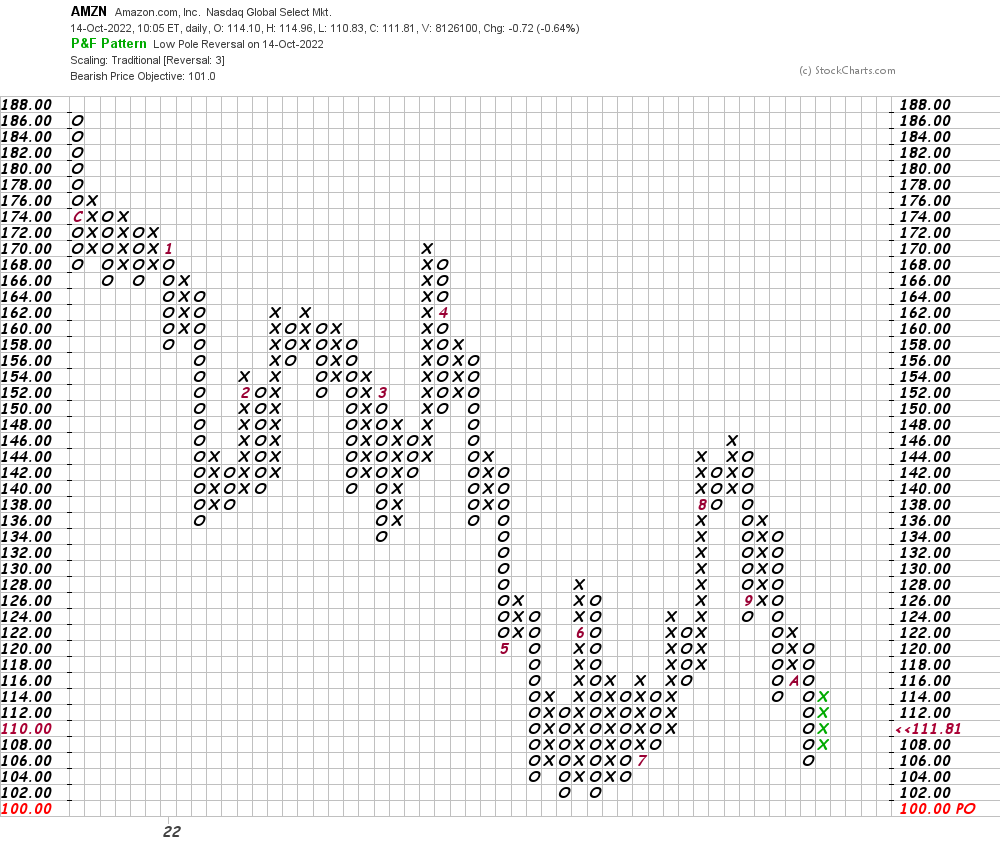 AMZN Amazon.com, Inc. Nasdaq Global Select Mkt.
14-Oct-2022, 10:05 ET, daily, O: 114.10, H: 114.96, L: 110.83, C: 111.81, V: 8126100, Chg: -0.72 (-0.64%)
P&F Pattern Low Pole Reversal on 14-Oct-2022
Scaling: Traditional [Reversal: 3]
Bearish Price Objective: 101.0
(c) StockCharts.com
188.00 188.00
186.00 186.00
184.00 184.00
182.00 182.00
180.00 180.00
178.00 178.00
176.00 176.00
174.00 C 174.00
172.00 172.00
170.00 1 170.00
168.00 168.00
166.00 166.00
164.00 164.00
162.00 4 162.00
160.00 160.00
158.00 158.00
156.00 156.00
154.00 154.00
152.00 2 3 152.00
150.00 150.00
148.00 148.00
146.00 146.00
144.00 144.00
142.00 142.00
140.00 140.00
138.00 8 138.00
136.00 136.00
134.00 134.00
132.00 132.00
130.00 130.00
128.00 128.00
126.00 9 126.00
124.00 124.00
122.00 6 122.00
120.00 5 120.00
118.00 118.00
116.00 A 116.00
114.00 114.00
112.00 112.00
110.00 <<111.81
108.00 108.00
106.00 7 106.00
104.00 104.00
102.00 102.00
100.00 100.00 PO
22